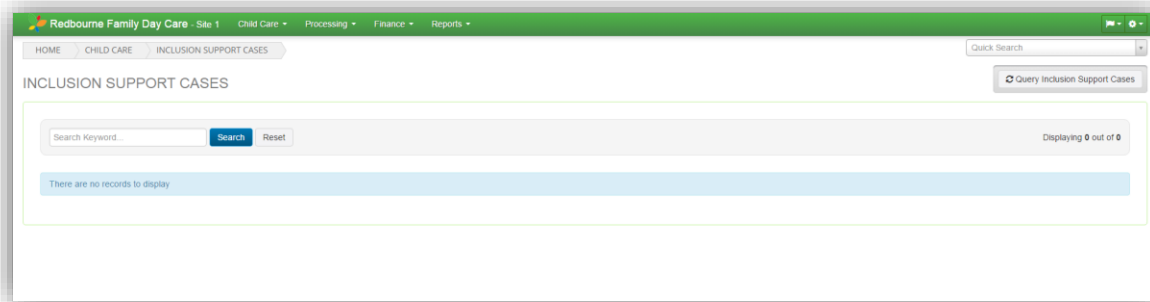 Redbourne Family Day Care - Site 1 Child Care Processing Finance Reports
HOME CHILD CARE INCLUSION SUPPORT CASES
Quick Search
INCLUSION SUPPORT CASES
Query Inclusion Support Cases
Search Keyword... Search Reset Displaying 0 out of 0
There are no records to display